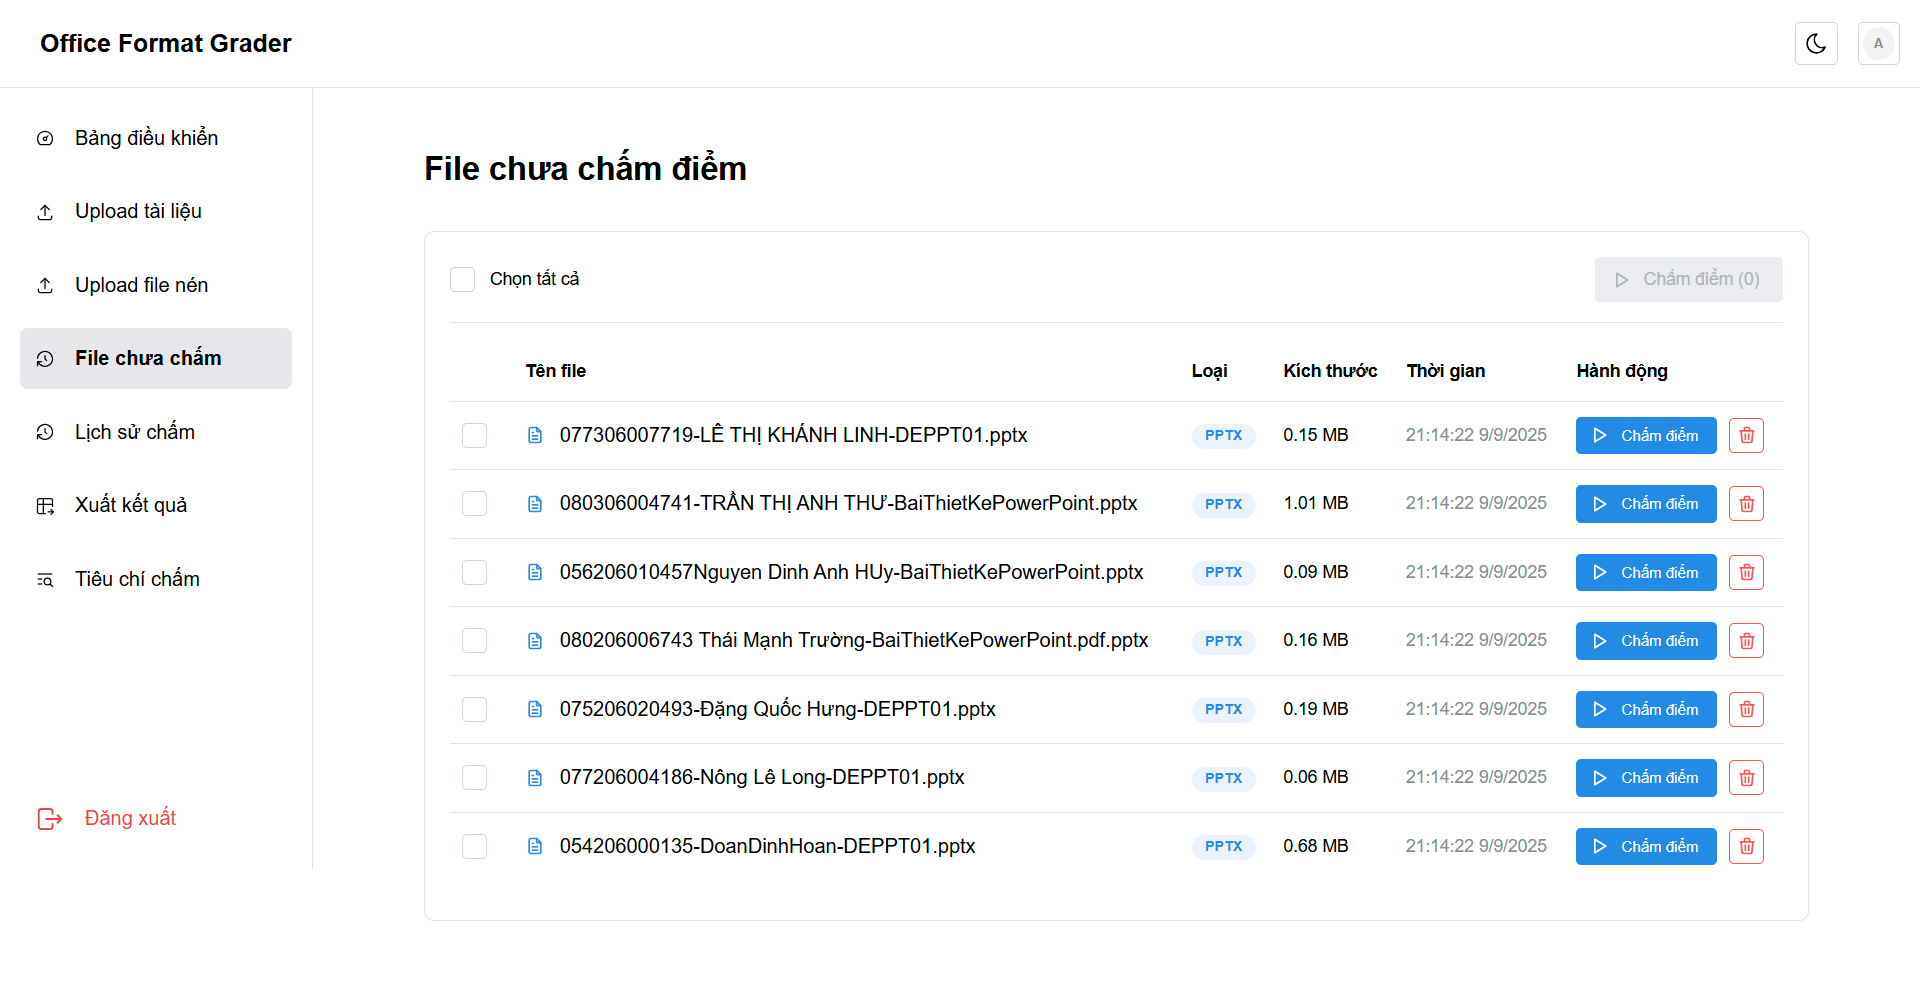 Office Format Grader
A
Bảng điều khiển
Upload tài liệu
Upload file nén
File chưa chấm
Lịch sử chấm
Xuất kết quả
Tiêu chí chấm
Đăng xuất
File chưa chấm điểm
Chọn tất cả
Chấm điểm (0)
Tên file Loại Kích thước Thời gian Hành động
077306007719-LÊ THỊ KHÁNH LINH-DEPPT01.pptx PPTX 0.15 MB 21:14:22 9/9/2025 Chấm điểm
080306004741-TRẦN THỊ ANH THƯ-BaiThietKePowerPoint.pptx PPTX 1.01 MB 21:14:22 9/9/2025 Chấm điểm
056206010457Nguyen Dinh Anh HUy-BaiThietKePowerPoint.pptx PPTX 0.09 MB 21:14:22 9/9/2025 Chấm điểm
080206006743 Thái Mạnh Trường-BaiThietKePowerPoint.pdf.pptx PPTX 0.16 MB 21:14:22 9/9/2025 Chấm điểm
075206020493-Đặng Quốc Hưng-DEPPT01.pptx PPTX 0.19 MB 21:14:22 9/9/2025 Chấm điểm
077206004186-Nông Lê Long-DEPPT01.pptx PPTX 0.06 MB 21:14:22 9/9/2025 Chấm điểm
054206000135-DoanDinhHoan-DEPPT01.pptx PPTX 0.68 MB 21:14:22 9/9/2025 Chấm điểm